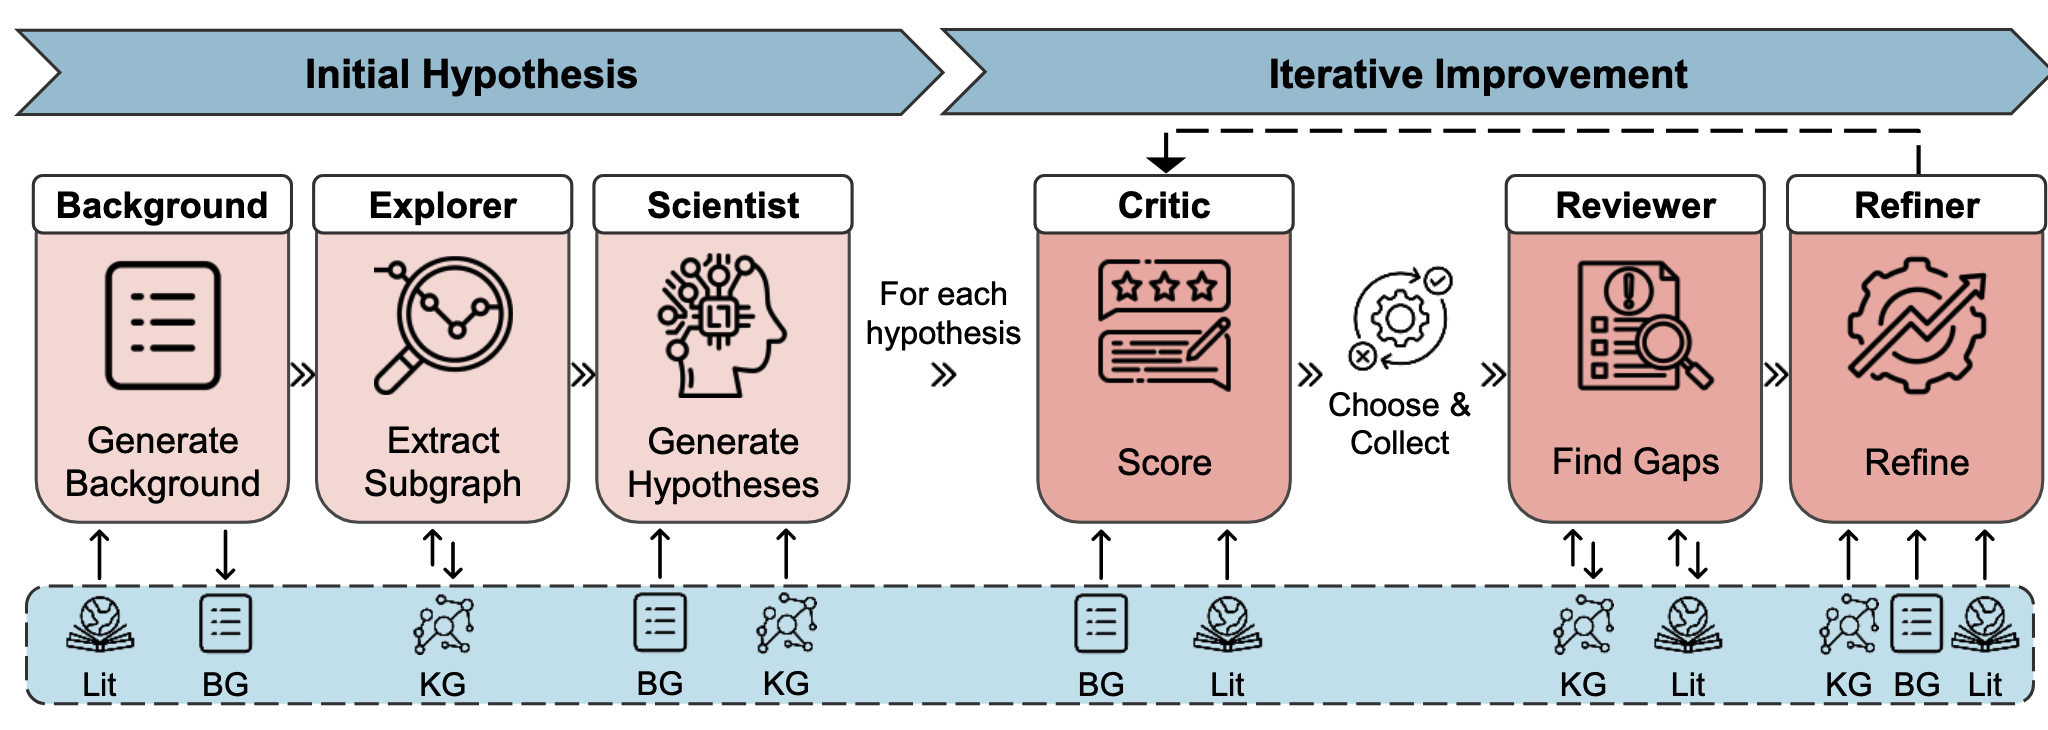 Initial Hypothesis
Iterative Improvement
Background
Generate
Background
Explorer
Extract
Subgraph
Scientist
Generate
Hypotheses
For each
hypothesis
Critic
Score
Choose &
Collect
Reviewer
Find Gaps
Refiner
Refine
Lit
BG
KG
BG
KG
BG
Lit
KG
Lit
KG
BG
Lit